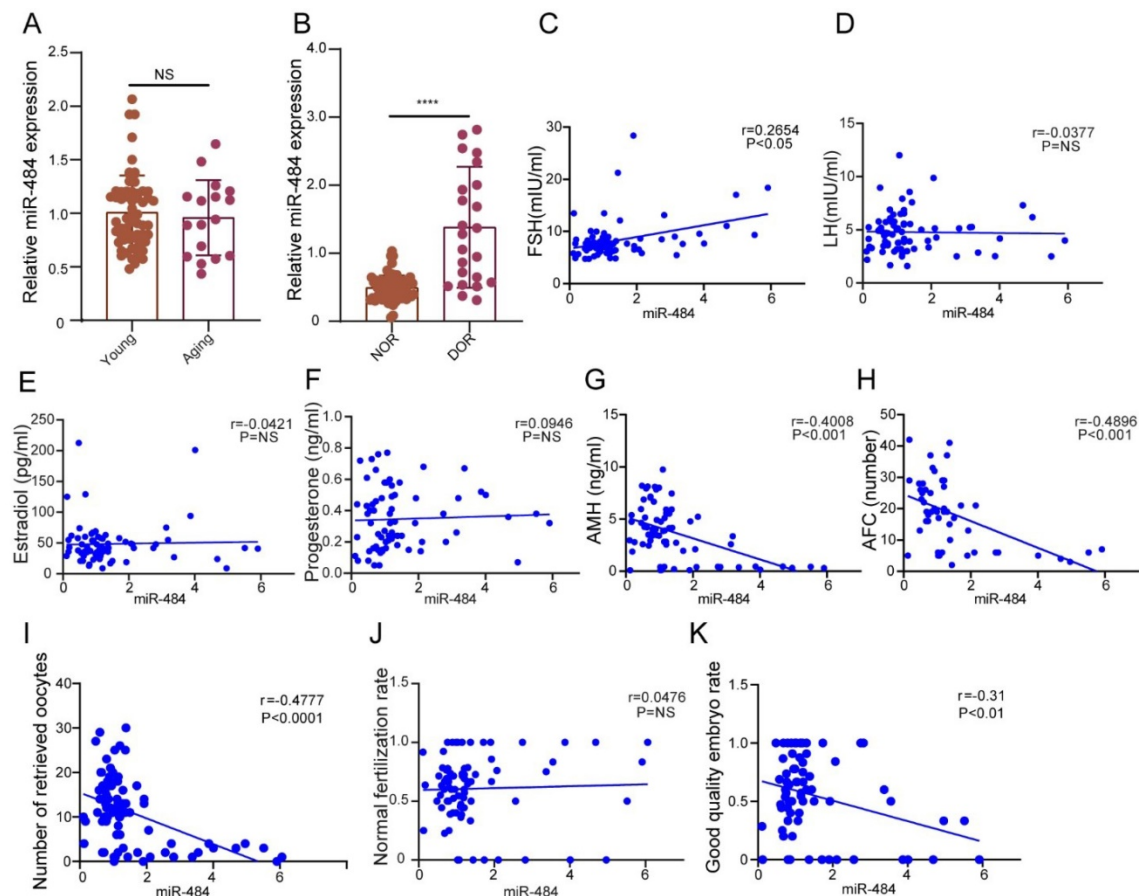 A
Relative miR-484 expression
2.5
2.0
1.5
1.0
0.5
0
NS
Young
Aging
B
Relative miR-484 expression
4.0
3.0
2.0
1.0
0
****
NOR
DOR
C
FSH(mIU/ml)
30
20
10
0
r=0.2654
P<0.05
0 2 4 6
miR-484
D
LH(mIU/ml)
15
10
5
0
r=-0.0377
P=NS
0 2 4 6
miR-484
E
Estradiol (pg/ml)
250
200
150
100
50
0
r=-0.0421
P=NS
0 2 4 6
miR-484
F
Progesterone (ng/ml)
1.0
0.8
0.6
0.4
0.2
0.0
r=0.0946
P=NS
0 2 4 6
miR-484
G
AMH (ng/ml)
15
10
5
0
r=-0.4008
P<0.001
0 2 4 6
miR-484
H
AFC (number)
50
40
30
20
10
0
r=-0.4896
P<0.001
0 2 4 6
miR-484
I
Number of retrieved oocytes
40
30
20
10
0
r=-0.4777
P<0.0001
0 2 4 6 8
miR-484
J
Normal fertilization rate
1.5
1.0
0.5
0
r=0.0476
P=NS
0 2 4 6 8
miR-484
K
Good quality embryo rate
1.5
1.0
0.5
0.0
r=-0.31
P<0.01
0 2 4 6 8
miR-484